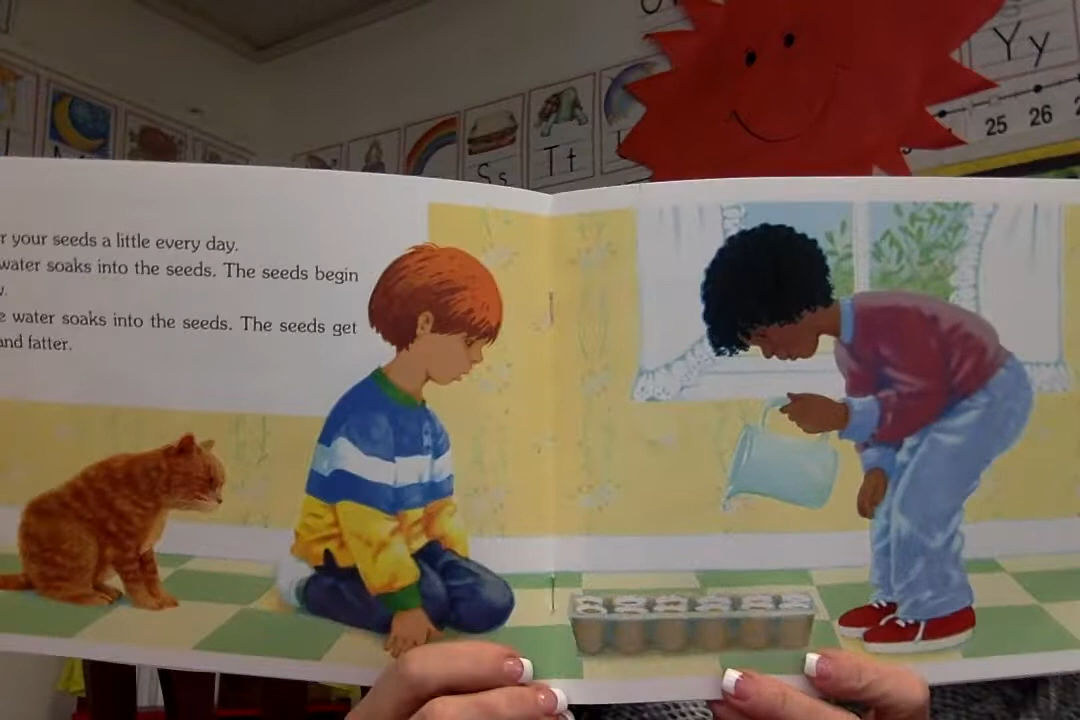 Yy
25 26
Ss
Tt
r your seeds a little every day.
water soaks into the seeds. The seeds begin
e water soaks into the seeds. The seeds get
and fatter.